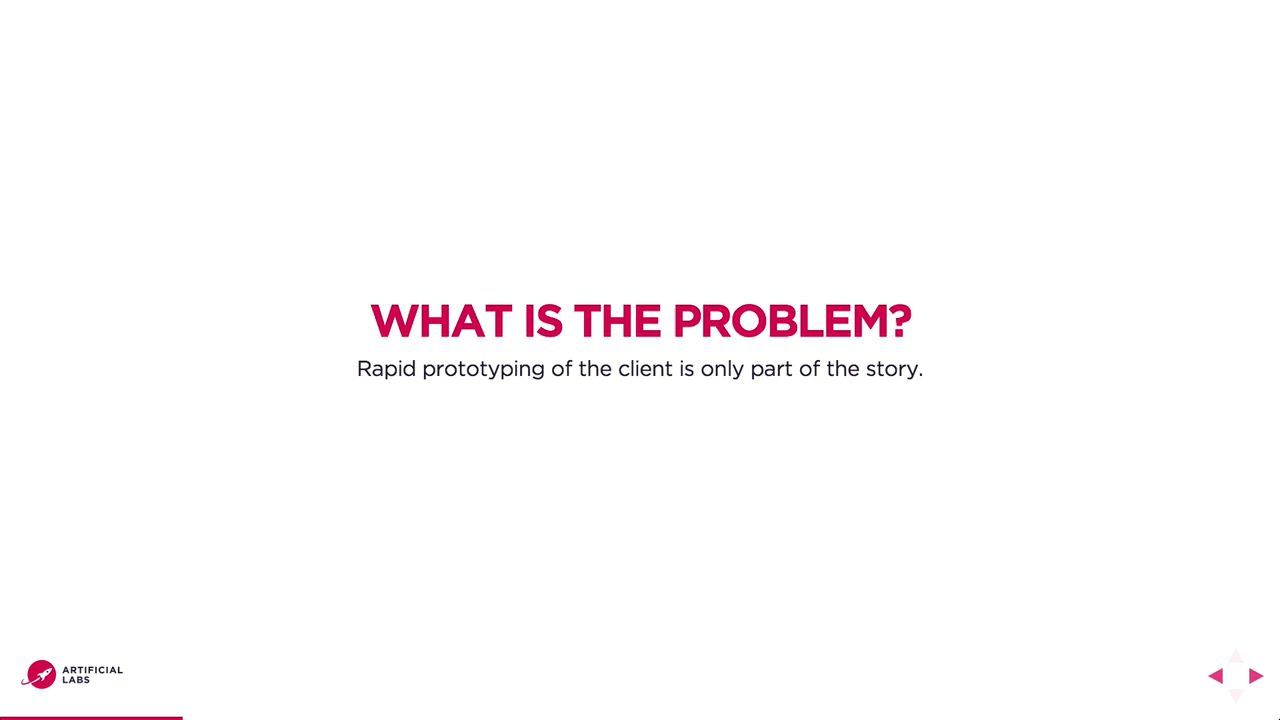 WHAT IS THE PROBLEM?
Rapid prototyping of the client is only part of the story.
ARTIFICIAL
LABS